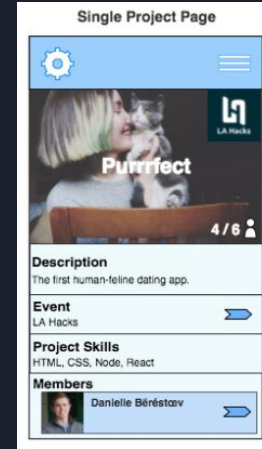 Single Project Page
LA Hacks
Purrrfect
4/6
Description
The first human-feline dating app.
Event
LA Hacks
Project Skills
HTML, CSS, Node, React
Members
Danielle Béréstœv